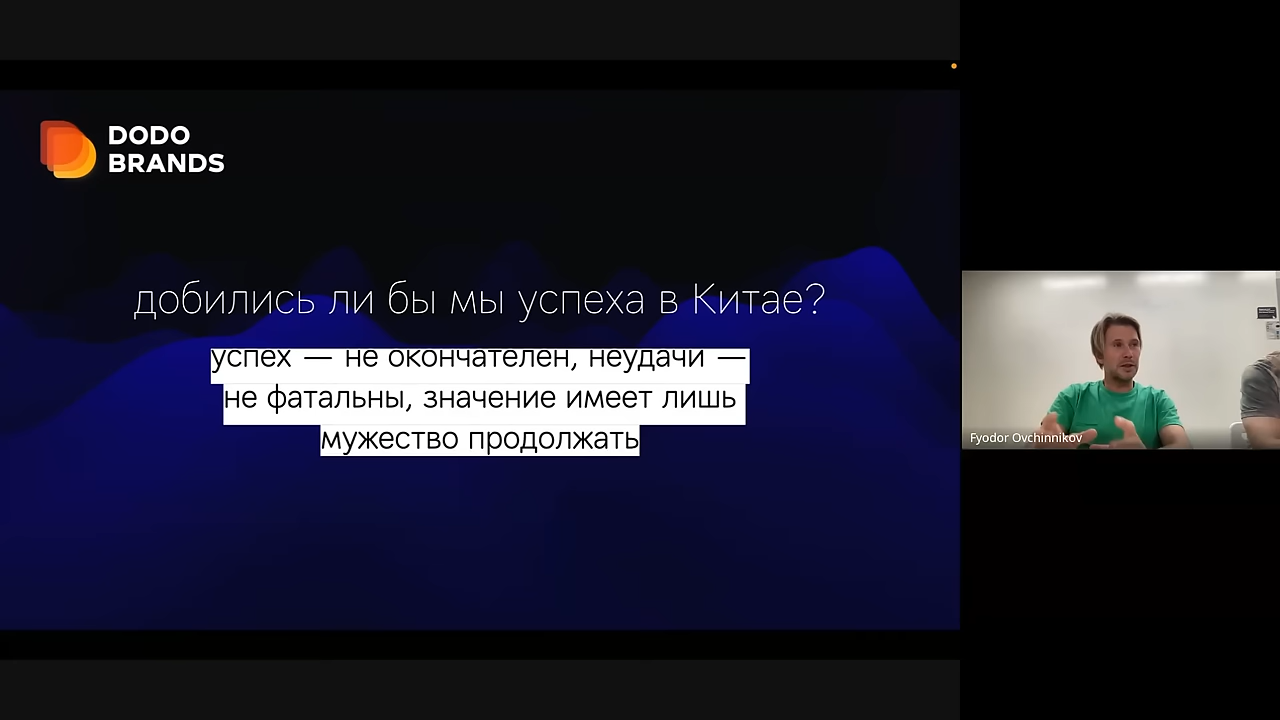 DODO
BRANDS
добились ли бы мы успеха в Китае?
успех — не окончателен, неудачи —
не фатальны, значение имеет лишь
мужество продолжать
Fyodor Ovchinnikov